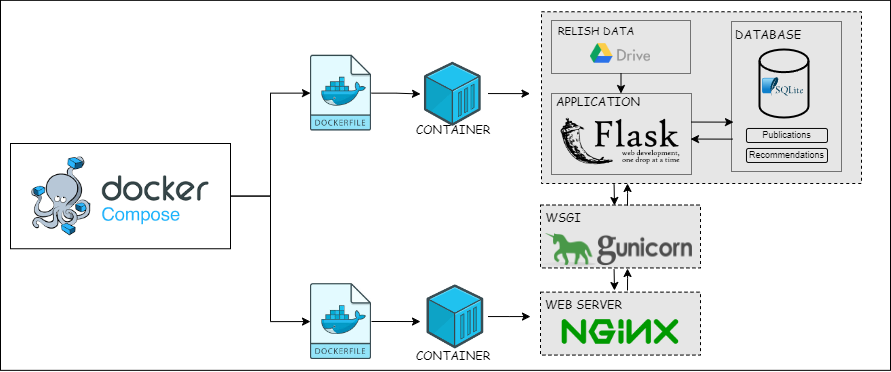 docker
Compose
DOCKERFILE
CONTAINER
RELISH DATA
Drive
APPLICATION
Flask
web development,
one drop at a time
DATABASE
SQLite
Publications
Recommendations
WSGI
gunicorn
DOCKERFILE
CONTAINER
WEB SERVER
NGINX